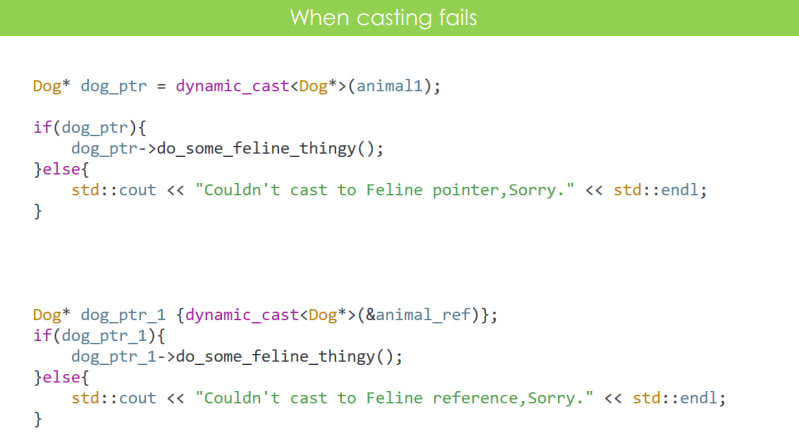 When casting fails
Dog* dog_ptr = dynamic_cast<Dog*>(animal1);
if(dog_ptr){
    dog_ptr->do_some_feline_thingy();
}else{
    std::cout << "Couldn't cast to Feline pointer,Sorry." << std::endl;
}
Dog* dog_ptr_1 {dynamic_cast<Dog*>(&animal_ref)};
if(dog_ptr_1){
    dog_ptr_1->do_some_feline_thingy();
}else{
    std::cout << "Couldn't cast to Feline reference,Sorry." << std::endl;
}